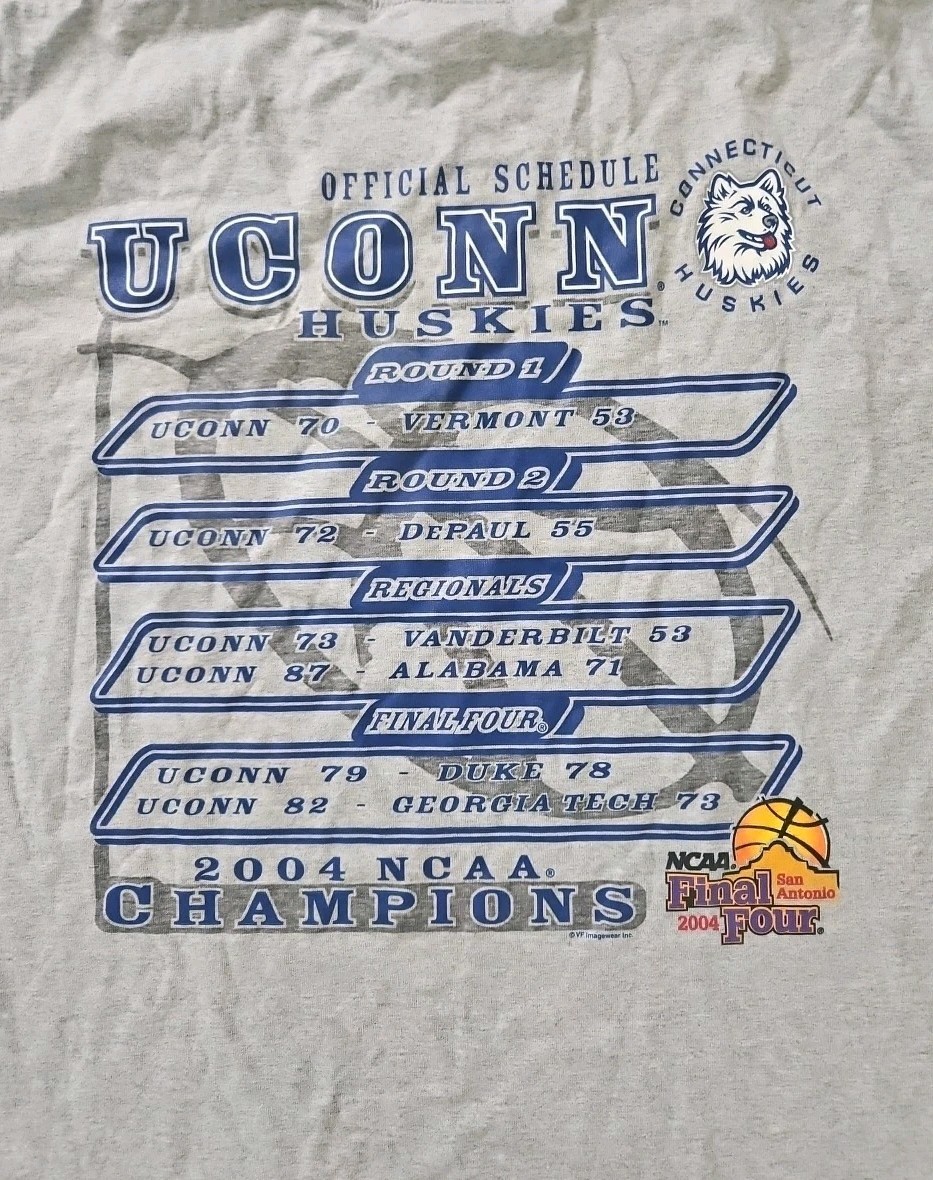 OFFICIAL SCHEDULE
UCONN®
HUSKIES™
CONNECTICUT
HUSKIES
ROUND 1
UCONN 70 - VERMONT 53
ROUND 2
UCONN 72 - DEPAUL 55
REGIONALS
UCONN 73 - VANDERBILT 53
UCONN 87 - ALABAMA 71
FINAL FOUR®
UCONN 79 - DUKE 78
UCONN 82 - GEORGIA TECH 73
2004 NCAA®
CHAMPIONS
© VF Imagewear Inc.
NCAA®
Final San Antonio
2004 Four®